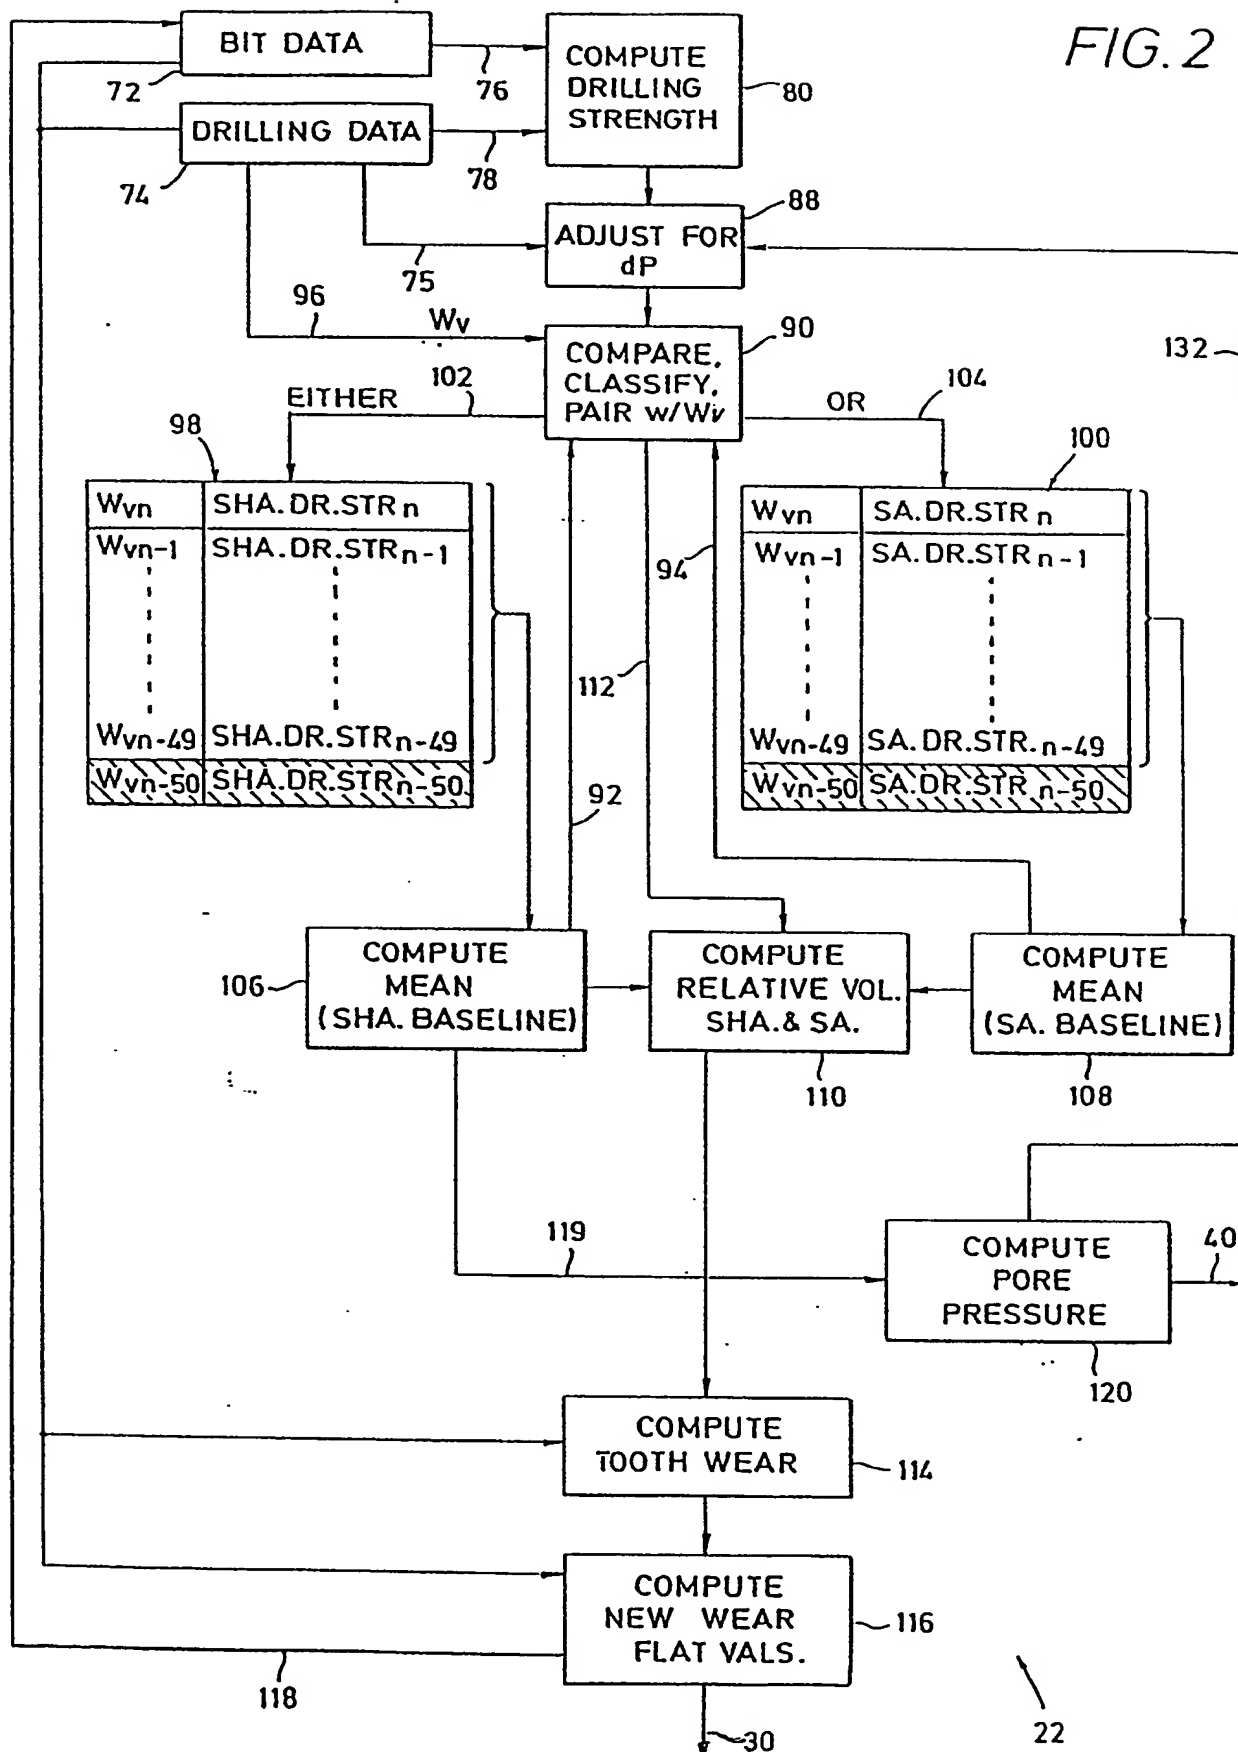 FIG. 2
BIT DATA
72
76
COMPUTE
DRILLING
STRENGTH
80
DRILLING DATA
74
78
88
ADJUST FOR
dP
75
96
Wv
90
COMPARE,
CLASSIFY,
PAIR w/Wv
132
102
EITHER
OR
104
98
100
Wvn SHA.DR.STR n
Wvn-1 SHA.DR.STR n-1
Wvn-49 SHA.DR.STR n-49
Wvn-50 SHA.DR.STR n-50
Wvn SA.DR.STR n
Wvn-1 SA.DR.STR n-1
Wvn-49 SA.DR.STR. n-49
Wvn-50 SA.DR.STR. n-50
94
112
92
106
COMPUTE
MEAN
(SHA. BASELINE)
COMPUTE
RELATIVE VOL.
SHA. & SA.
COMPUTE
MEAN
(SA. BASELINE)
110
108
119
COMPUTE
PORE
PRESSURE
40
120
COMPUTE
TOOTH WEAR
114
COMPUTE
NEW WEAR
FLAT VALS.
116
118
30
22